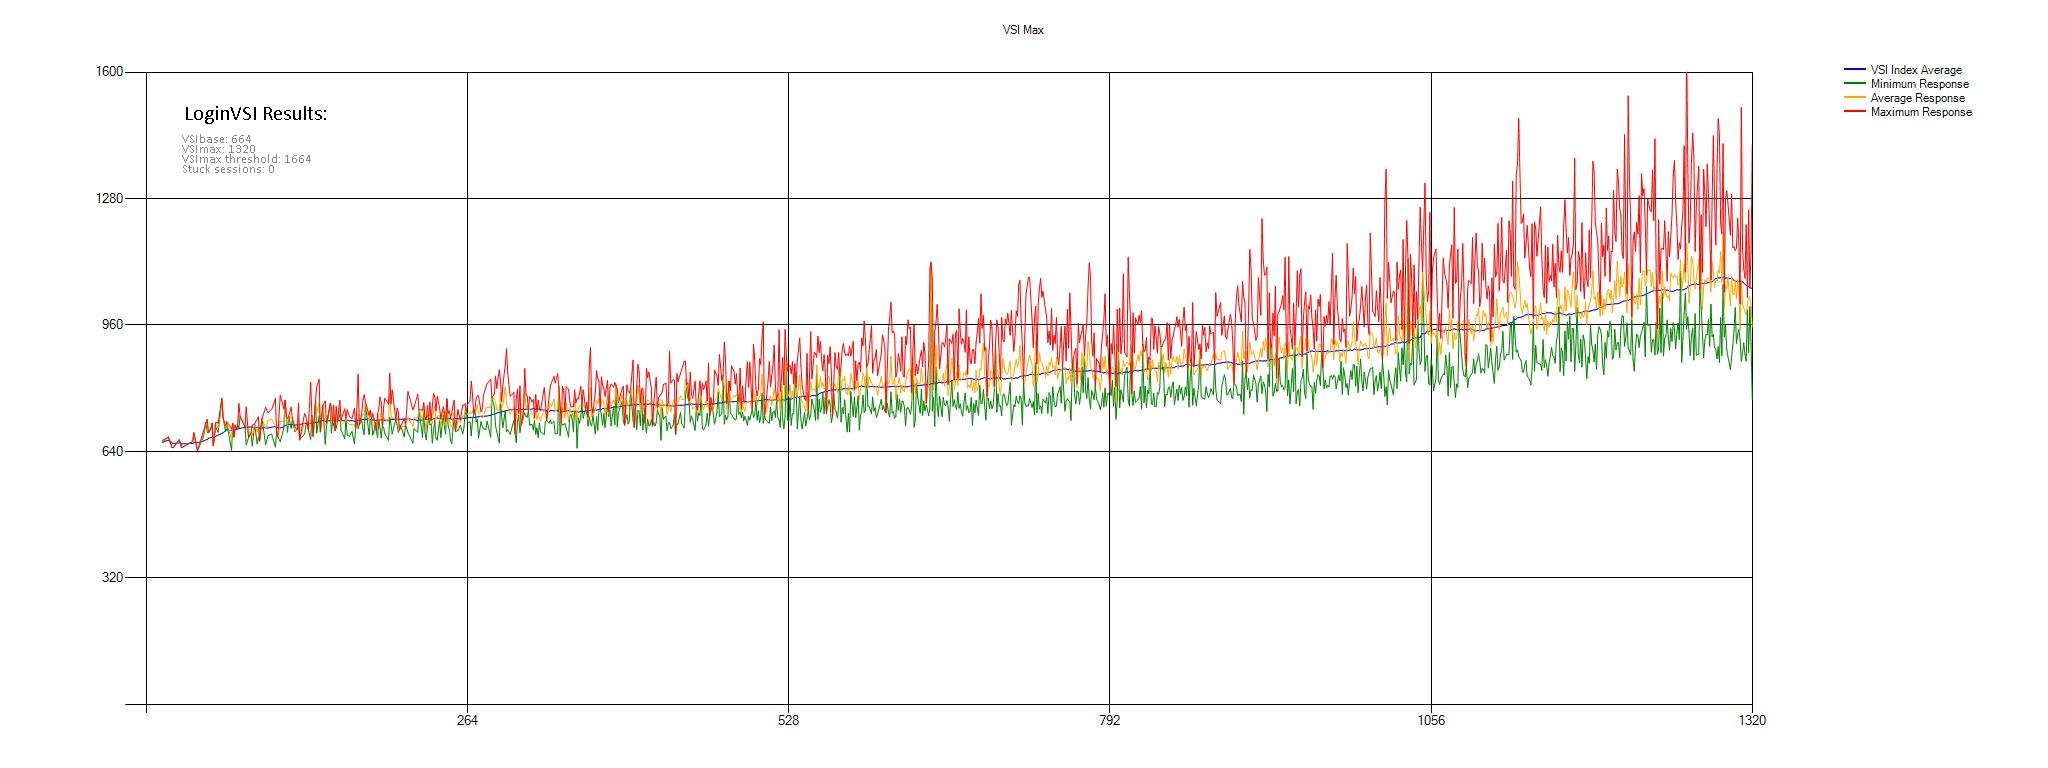 VSI Max
1600
1280
960
640
320
264
528
792
1056
1320
LoginVSI Results:
VSIbase: 664
VSImax: 1320
VSImax threshold: 1664
Stuck sessions: 0
VSI Index Average
Minimum Response
Average Response
Maximum Response